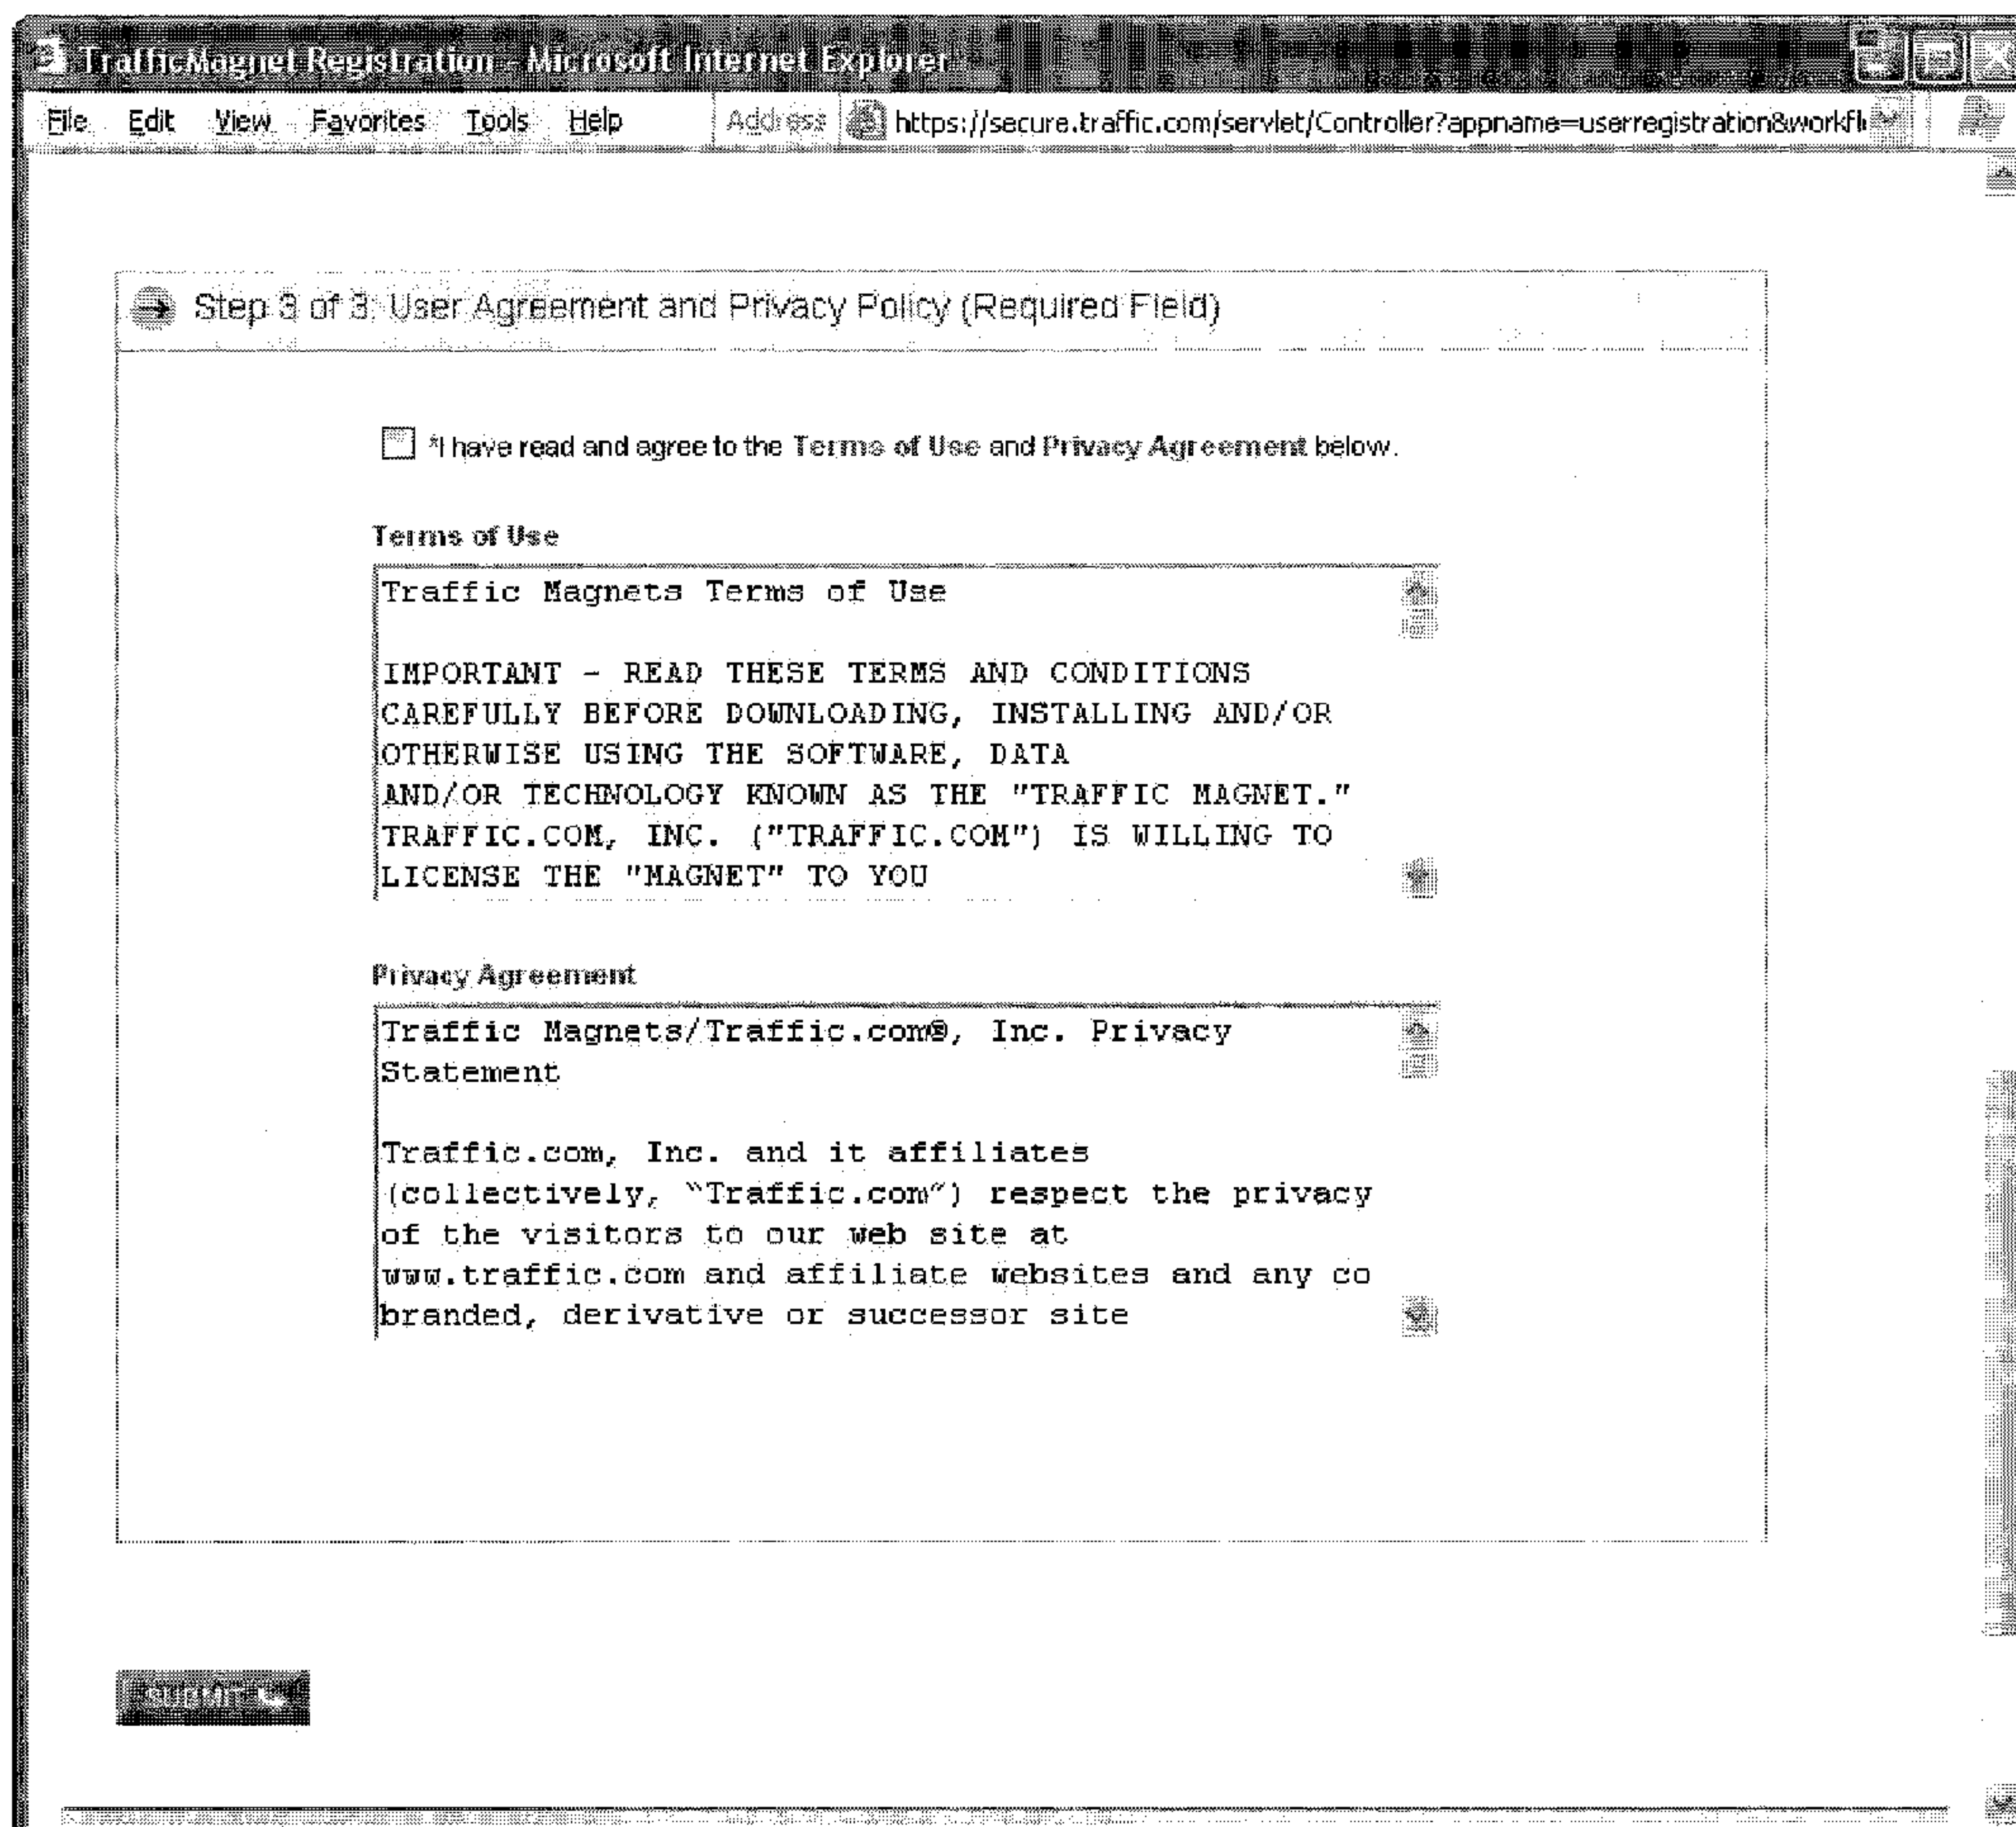 TrafficMagnet Registration - Microsoft Internet Explorer
File Edit View Favorites Tools Help Address https://secure.traffic.com/servlet/Controller?appname=userregistration&workfl
Step 3 of 3: User Agreement and Privacy Policy (Required Field)
*I have read and agree to the Terms of Use and Privacy Agreement below.
Terms of Use
Traffic Magnets Terms of Use
IMPORTANT - READ THESE TERMS AND CONDITIONS
CAREFULLY BEFORE DOWNLOADING, INSTALLING AND/OR
OTHERWISE USING THE SOFTWARE, DATA
AND/OR TECHNOLOGY KNOWN AS THE "TRAFFIC MAGNET."
TRAFFIC.COM, INC. ("TRAFFIC.COM") IS WILLING TO
LICENSE THE "MAGNET" TO YOU
Privacy Agreement
Traffic Magnets/Traffic.com®, Inc. Privacy
Statement
Traffic.com, Inc. and it affiliates
(collectively, “Traffic.com”) respect the privacy
of the visitors to our web site at
www.traffic.com and affiliate websites and any co
branded, derivative or successor site
SUBMIT